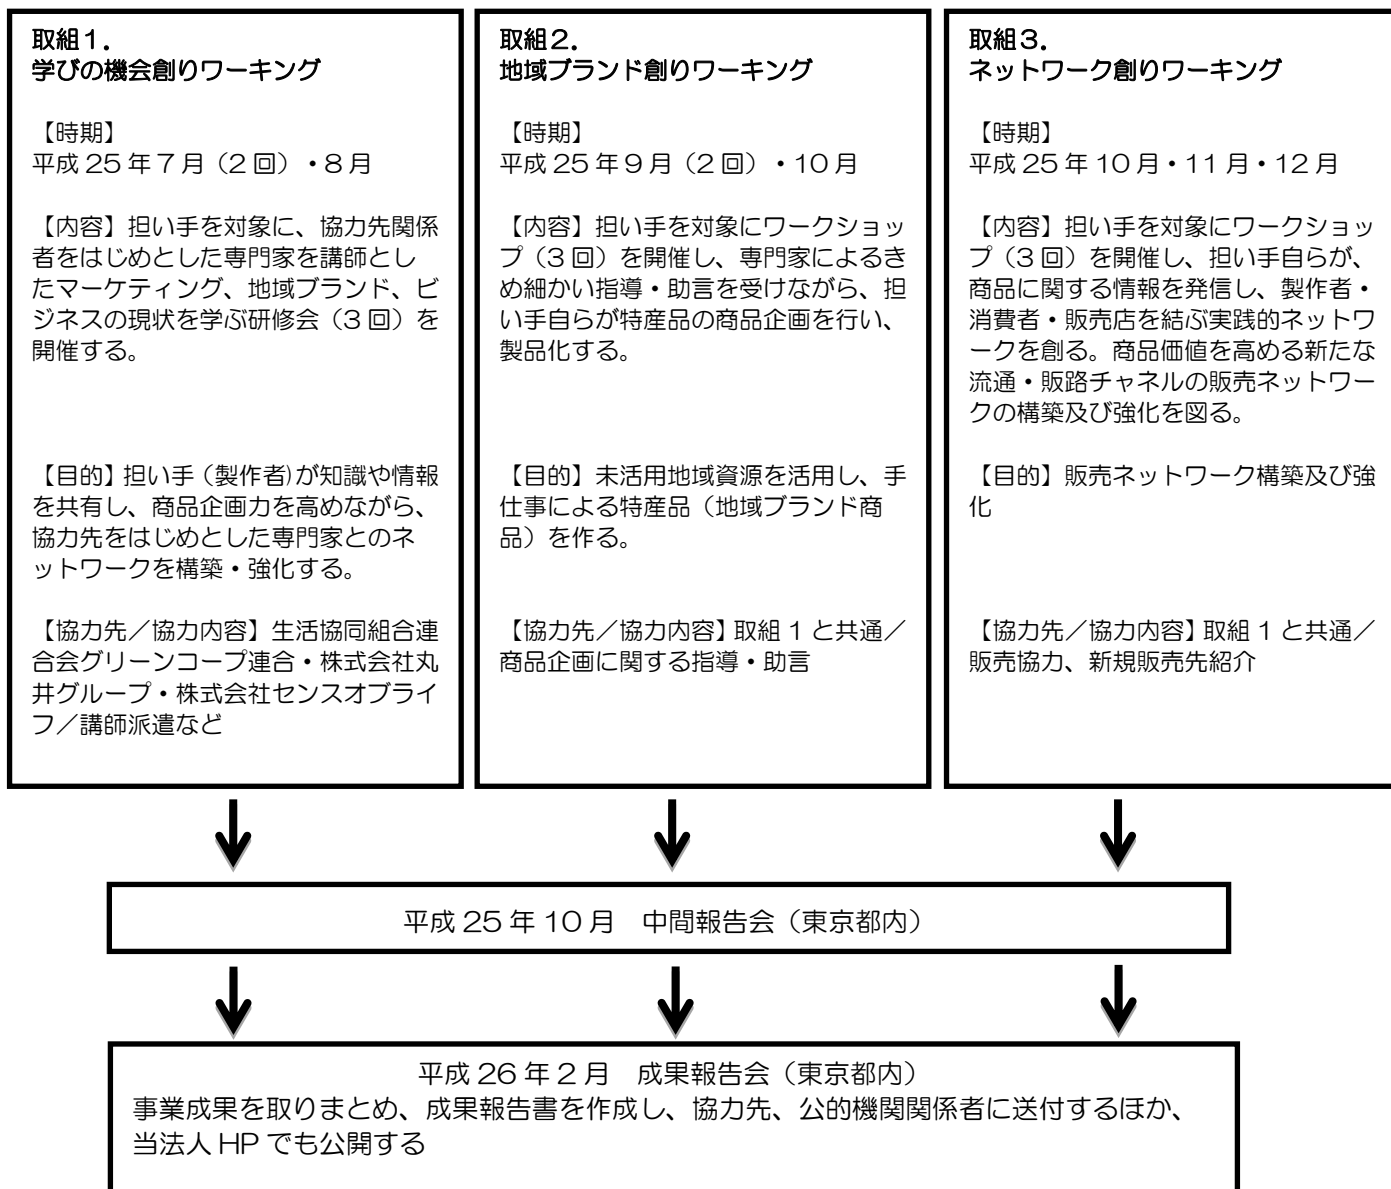 取組1.
学びの機会創りワーキング
【時期】
平成25年7月（2回）・8月
【内容】担い手を対象に、協力先関係
者をはじめとした専門家を講師とし
たマーケティング、地域ブランド、ビ
ジネスの現状を学ぶ研修会（3回）を
開催する。
【目的】担い手（製作者）が知識や情報
を共有し、商品企画力を高めながら、
協力先をはじめとした専門家とのネ
ットワークを構築・強化する。
【協力先／協力内容】生活協同組合連
合会グリーンコープ連合・株式会社丸
井グループ・株式会社センスオブライ
フ／講師派遣など
取組2.
地域ブランド創りワーキング
【時期】
平成25年9月（2回）・10月
【内容】担い手を対象にワークショッ
プ（3回）を開催し、専門家によるき
め細かい指導・助言を受けながら、担
い手自らが特産品の商品企画を行い、
製品化する。
【目的】未活用地域資源を活用し、手
仕事による特産品（地域ブランド商
品）を作る。
【協力先／協力内容】取組1と共通／
商品企画に関する指導・助言
取組3.
ネットワーク創りワーキング
【時期】
平成25年10月・11月・12月
【内容】担い手を対象にワークショッ
プ（3回）を開催し、担い手自らが、
商品に関する情報を発信し、製作者・
消費者・販売店を結ぶ実践的ネットワ
ークを創る。商品価値を高める新たな
流通・販路チャネルの販売ネットワー
クの構築及び強化を図る。
【目的】販売ネットワーク構築及び強
化
【協力先／協力内容】取組1と共通／
販売協力、新規販売先紹介
平成25年10月　中間報告会（東京都内）
平成26年2月　成果報告会（東京都内）
事業成果を取りまとめ、成果報告書を作成し、協力先、公的機関関係者に送付するほか、
当法人HPでも公開する